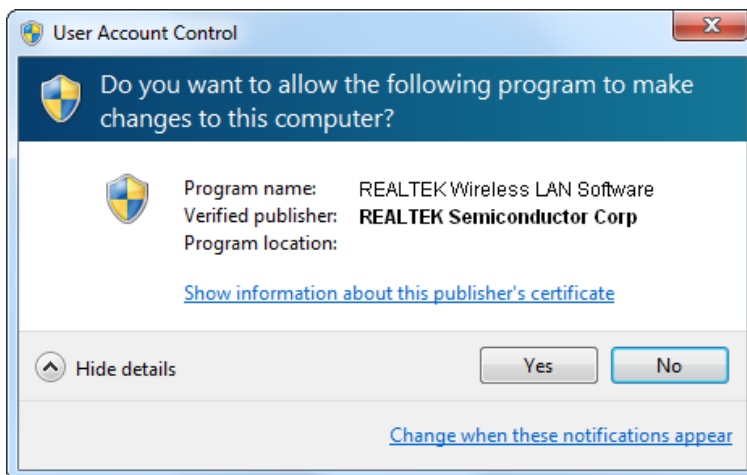 User Account Control
Do you want to allow the following program to make
changes to this computer?
Program name: REALTEK Wireless LAN Software
Verified publisher: REALTEK Semiconductor Corp
Program location:
Show information about this publisher's certificate
Hide details
Yes
No
Change when these notifications appear